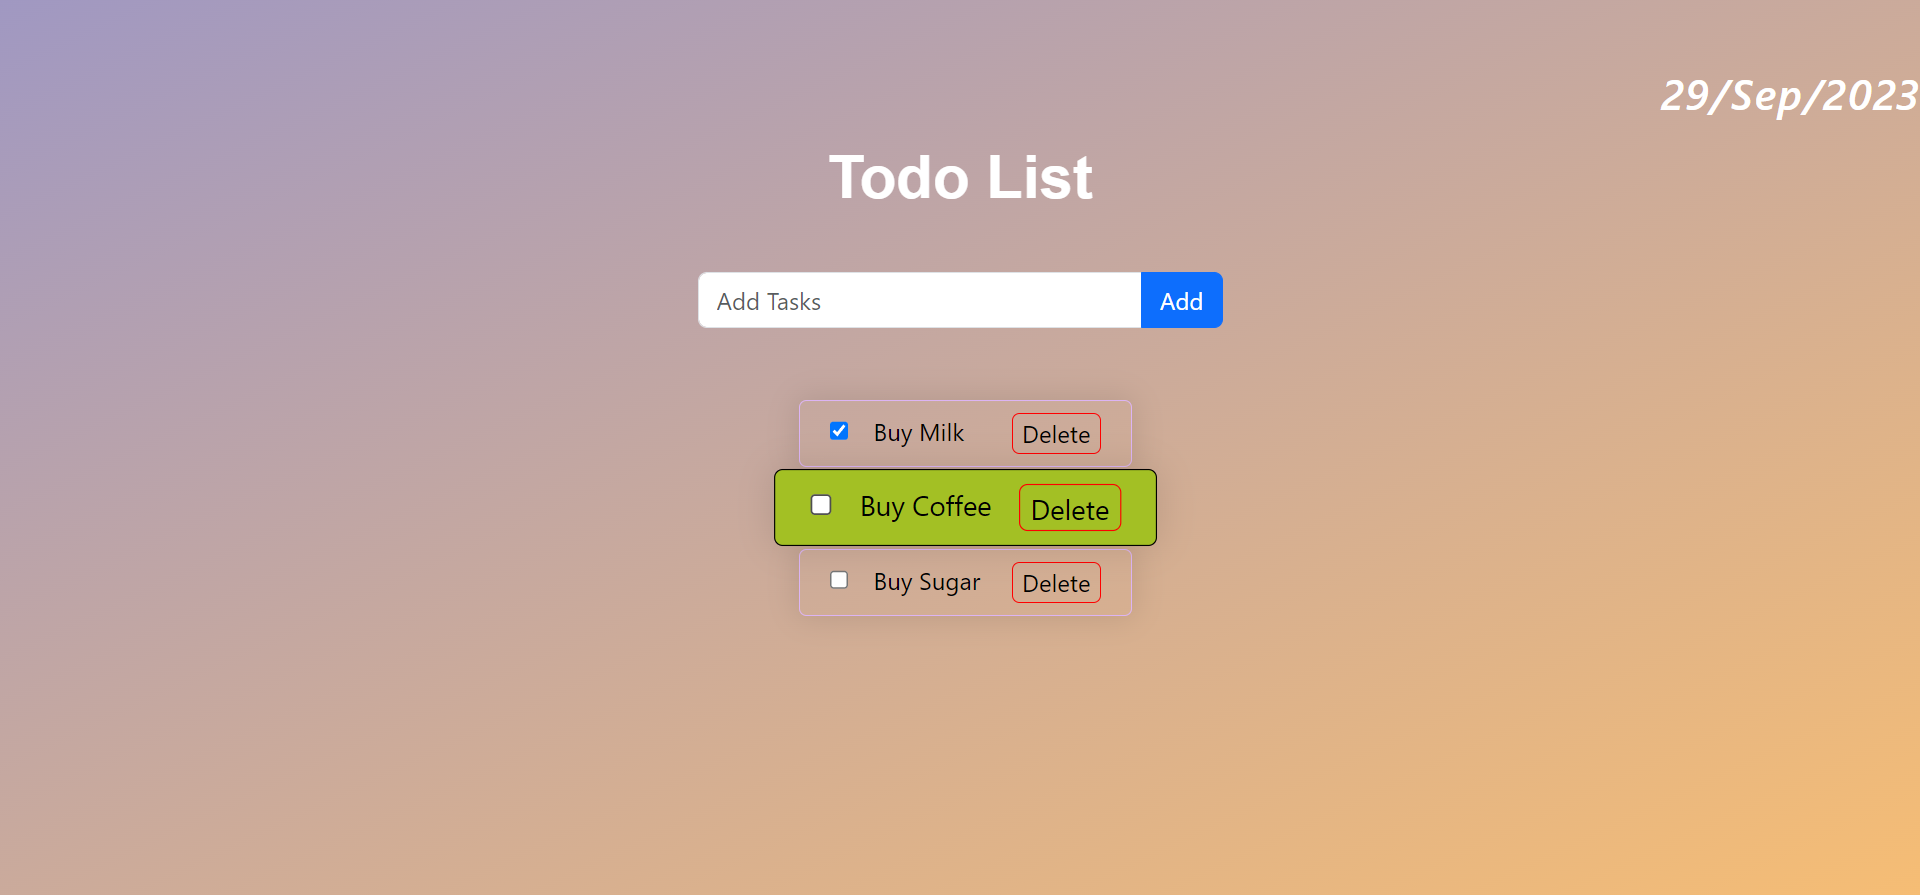 29/Sep/2023
Todo List
Add Tasks Add
Buy Milk Delete
Buy Coffee Delete
Buy Sugar Delete